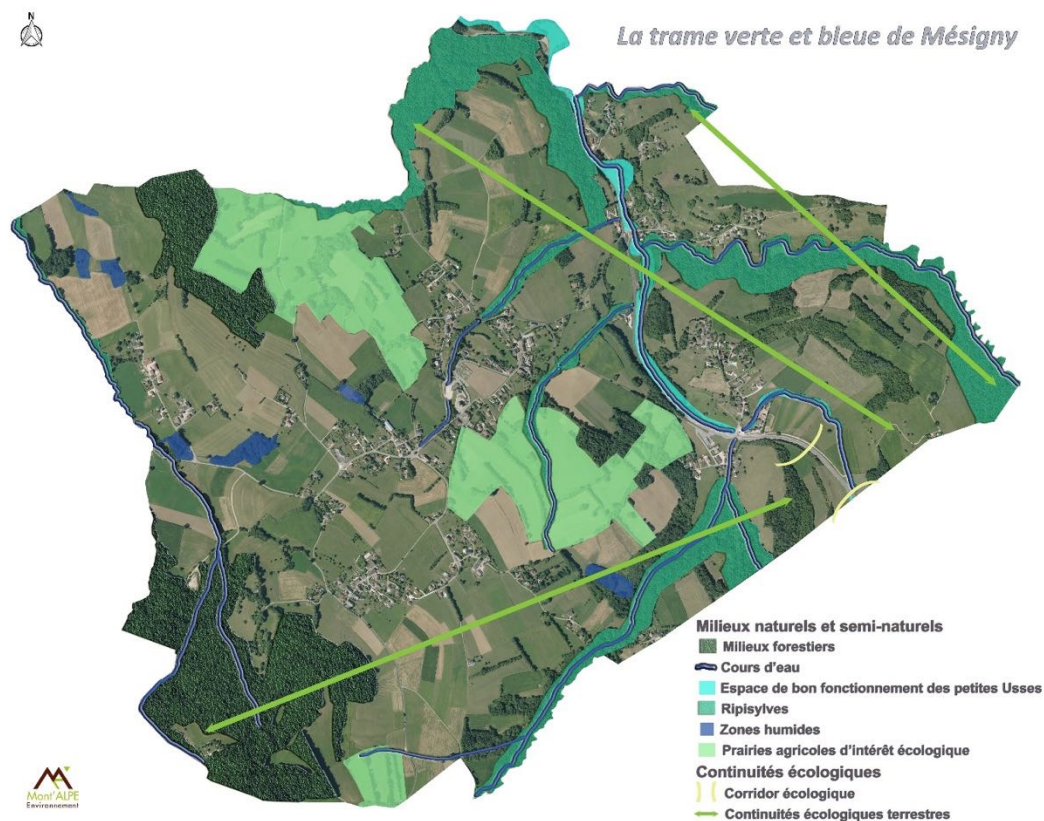 N
La trame verte et bleue de Mésigny
Milieux naturels et semi-naturels
Milieux forestiers
Cours d'eau
Espace de bon fonctionnement des petites Usses
Ripisylves
Zones humides
Prairies agricoles d'intérêt écologique
Continuités écologiques
Corridor écologique
Continuités écologiques terrestres
Mont'ALPE
Environnement